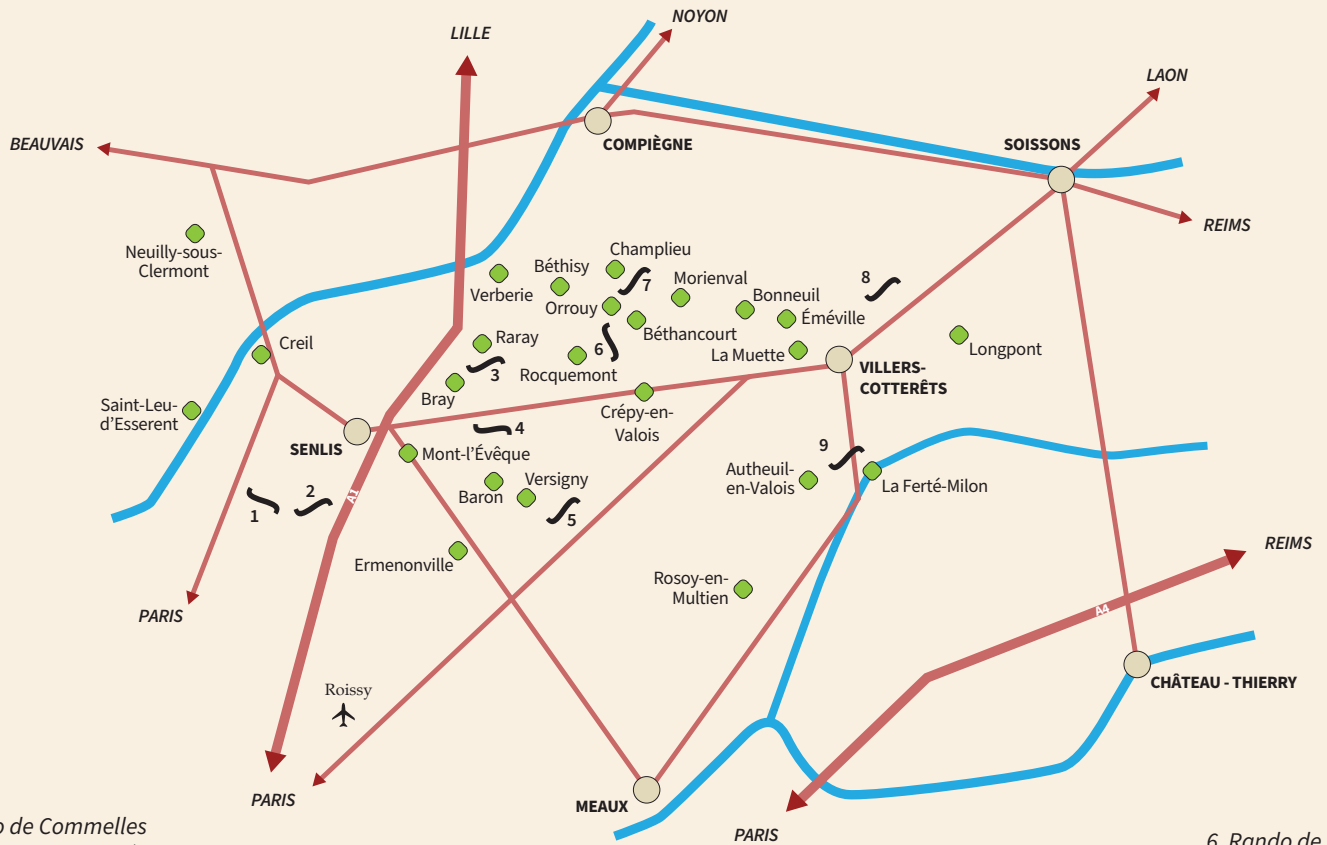 NOYON
LILLE
LAON
BEAUVAIS
COMPIÈGNE
SOISSONS
REIMS
Neuilly-sous-
Clermont
Champlieu
Béthisy
7
Morienval
8
Verberie
Orrouy
Bonneuil
Éméville
Creil
Raray
6
Béthancourt
La Muette
Longpont
3
Rocquemont
VILLERS-
COTTERÊTS
Bray
Saint-Leu-
d’Esserent
Crépy-en-
Valois
4
SENLIS
Mont-l’Évêque
9
Autheuil-
en-Valois
Versigny
Baron
La Ferté-Milon
2
A1
1
5
Ermenonville
REIMS
Rosoy-en-
Multien
PARIS
A4
Roissy
CHÂTEAU - THIERRY
PARIS
MEAUX
PARIS
de Commelles
6. Rando de